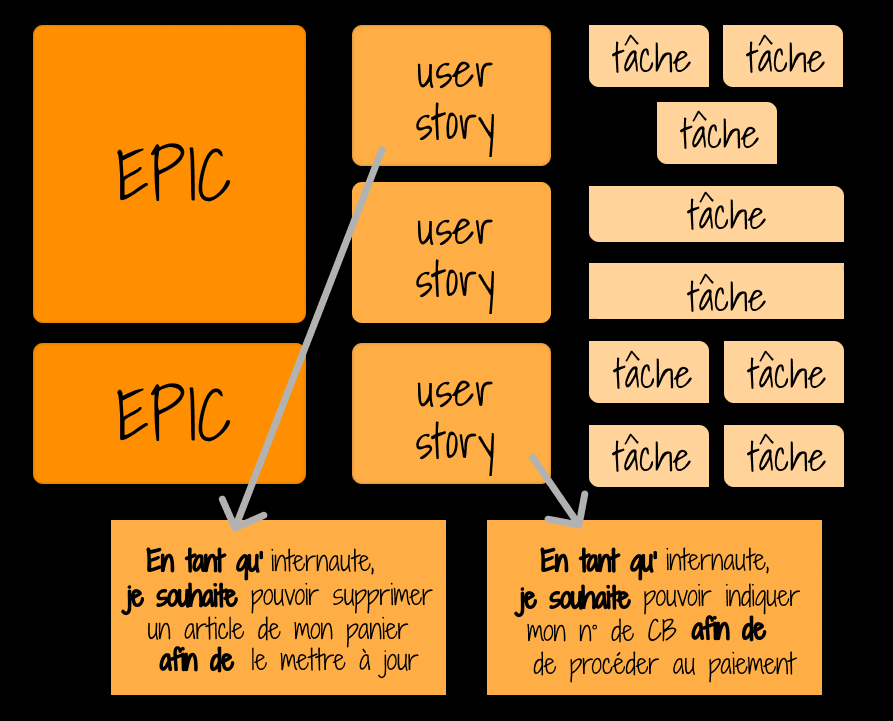 EPIC
user
story
tâche
tâche
tâche
user
story
tâche
tâche
EPIC
user
story
tâche
tâche
tâche
tâche
En tant qu' internaute,
je souhaite pouvoir supprimer
un article de mon panier
afin de le mettre à jour
En tant qu' internaute,
je souhaite pouvoir indiquer
mon n° de CB afin de
de procéder au paiement